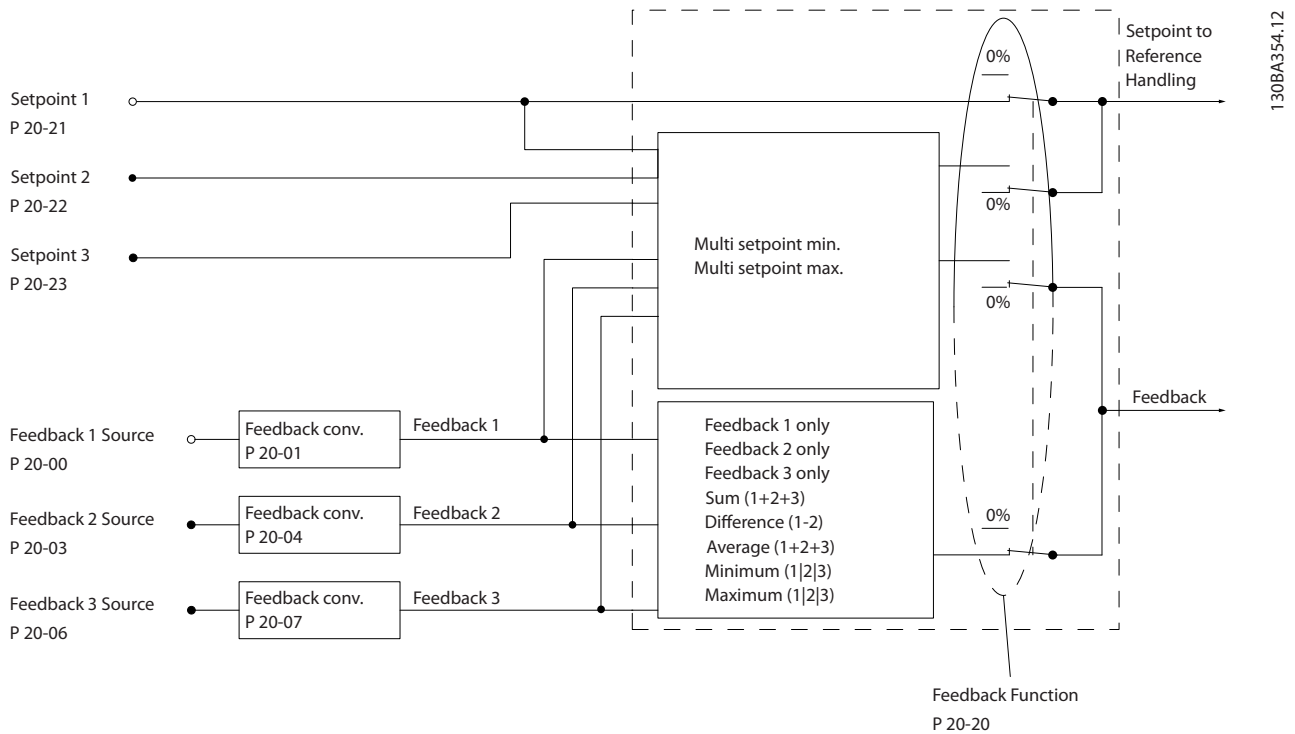 Setpoint 1
P 20-21
Setpoint 2
P 20-22
Setpoint 3
P 20-23
Feedback 1 Source
P 20-00
Feedback conv.
P 20-01
Feedback 1
Feedback 2 Source
P 20-03
Feedback conv.
P 20-04
Feedback 2
Feedback 3 Source
P 20-06
Feedback conv.
P 20-07
Feedback 3
Multi setpoint min.
Multi setpoint max.
Feedback 1 only
Feedback 2 only
Feedback 3 only
Sum (1+2+3)
Difference (1-2)
Average (1+2+3)
Minimum (1|2|3)
Maximum (1|2|3)
0%
0%
0%
0%
Setpoint to
Reference
Handling
Feedback
Feedback Function
P 20-20
130BA354.12